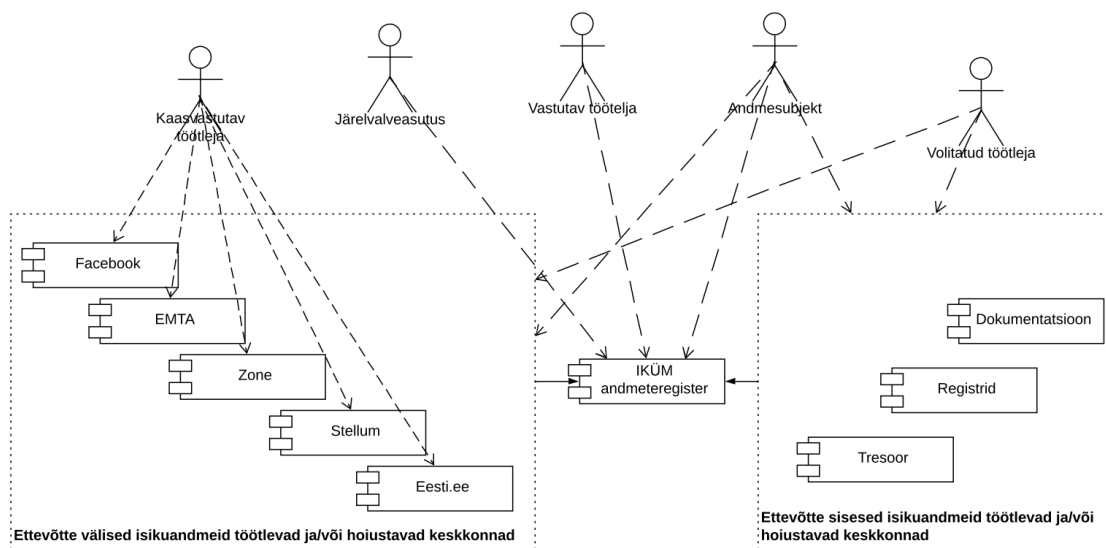 Kaasvastutav
töötleja
Järelvalveasutus
Vastutav töötelja
Andmesubjekt
Volitatud töötleja
Facebook
EMTA
Zone
Stellum
Eesti.ee
Ettevõtte välised isikuandmeid töötlevad ja/või hoiustavad keskkonnad
IKÜM
andmeteregister
Dokumentatsioon
Registrid
Tresoor
Ettevõtte sisesed isikuandmeid töötlevad ja/või
hoiustavad keskkonnad